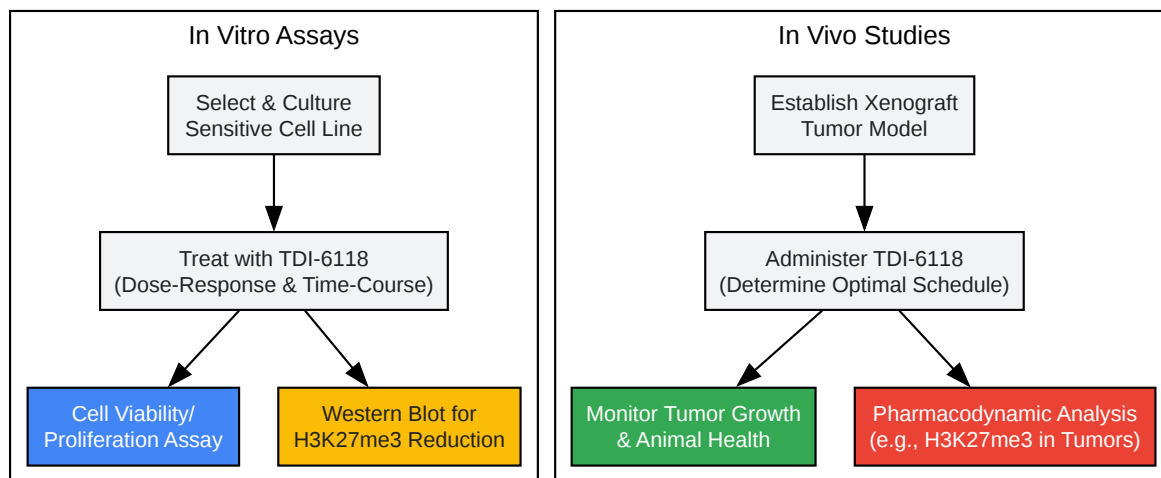 In Vitro Assays
Select & Culture
Sensitive Cell Line
Treat with TDI-6118
(Dose-Response & Time-Course)
Cell Viability/
Proliferation Assay
Western Blot for
H3K27me3 Reduction
In Vivo Studies
Establish Xenograft
Tumor Model
Administer TDI-6118
(Determine Optimal Schedule)
Monitor Tumor Growth
& Animal Health
Pharmacodynamic Analysis
(e.g., H3K27me3 in Tumors)